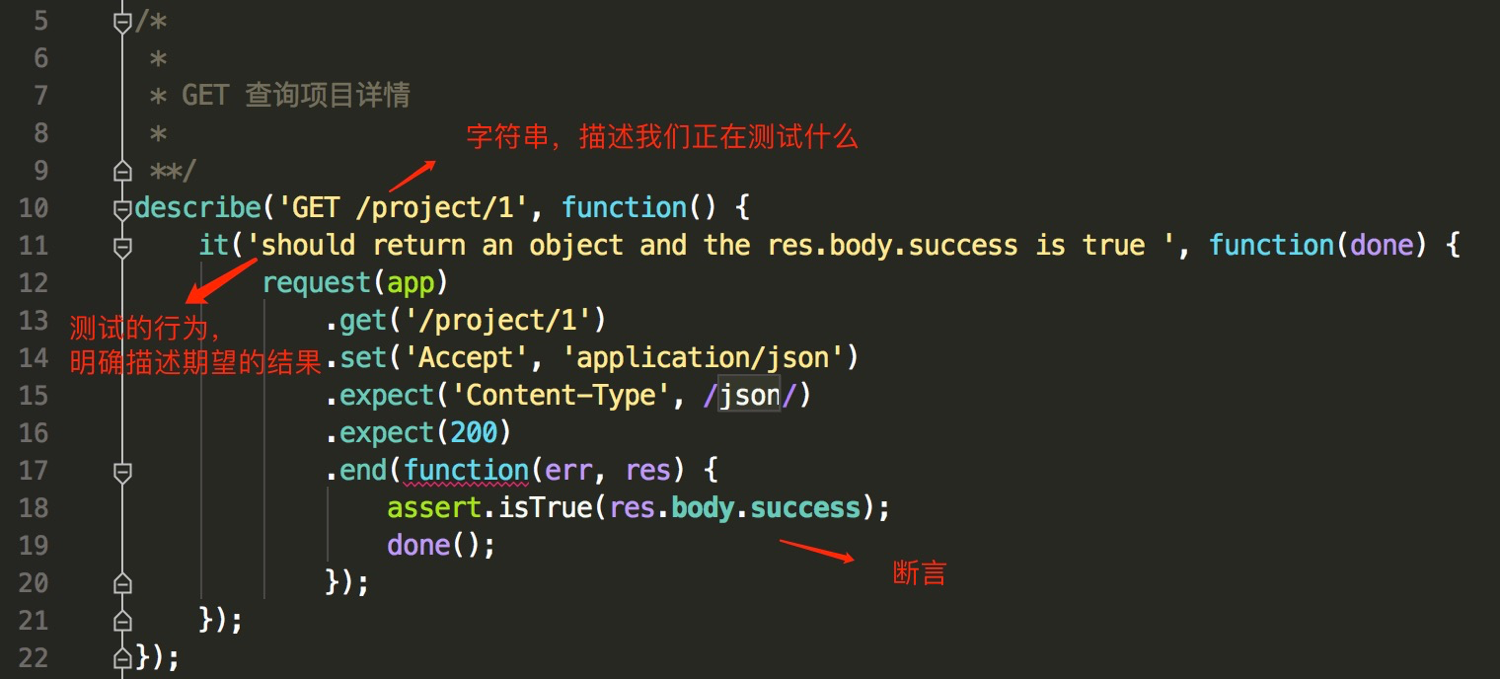 5 /*
6 *
7 * GET 查询项目详情
8 *
字符串，描述我们正在测试什么
9 **/
10 describe('GET /project/1', function() {
11 it('should return an object and the res.body.success is true ', function(done) {
12 request(app)
13 .get('/project/1')
测试的行为，
明确描述期望的结果
14 .set('Accept', 'application/json')
15 .expect('Content-Type', /json/)
16 .expect(200)
17 .end(function(err, res) {
18 assert.isTrue(res.body.success);
19 done();
断言
20 });
21 });
22 });